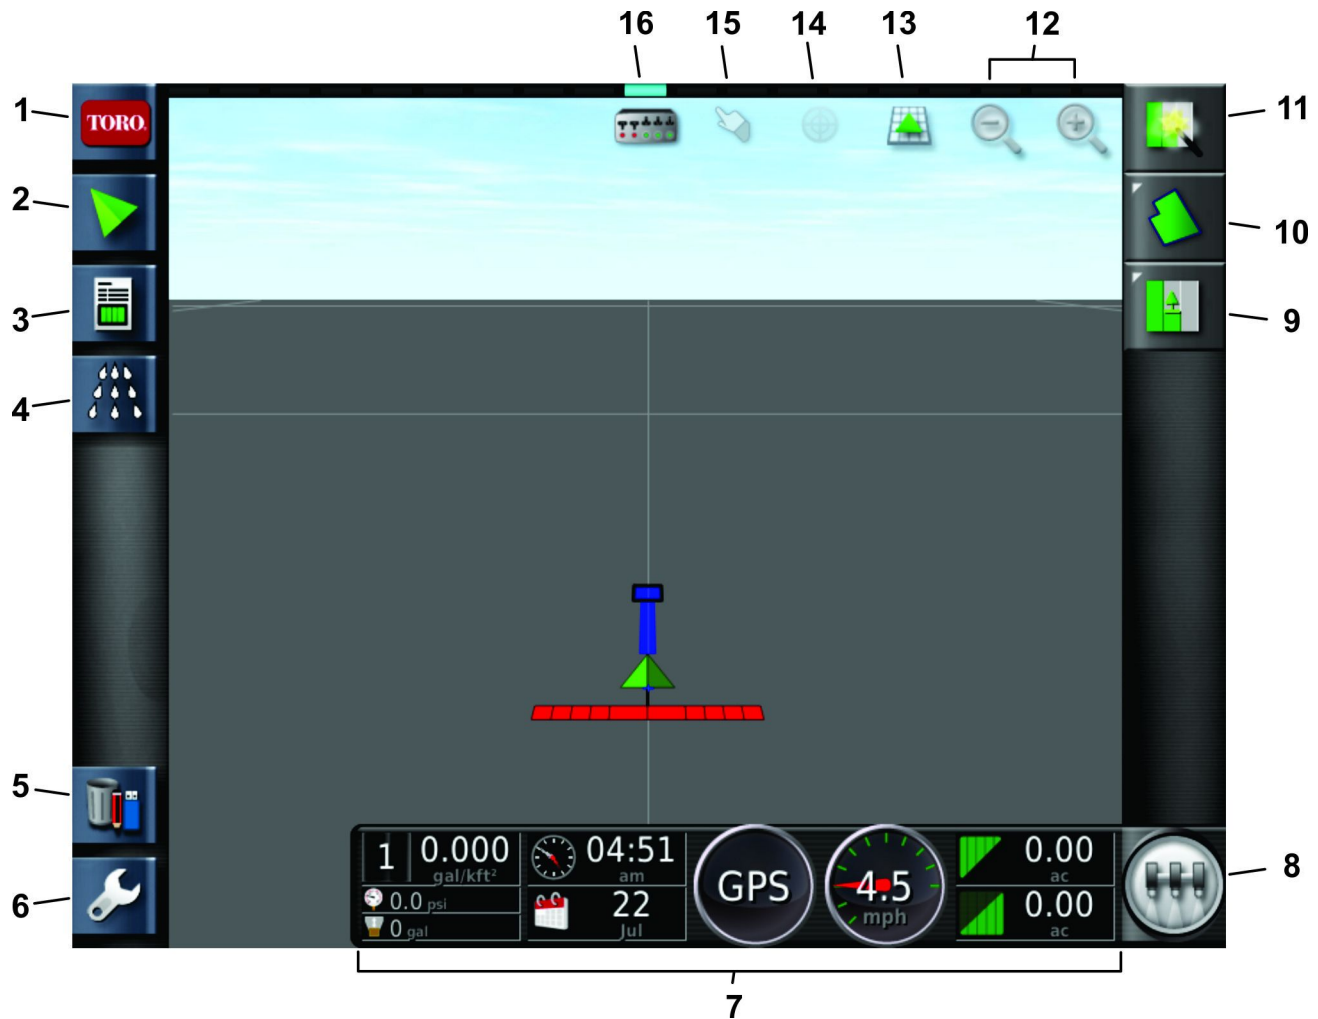 16 15 14 13 12
1 TORO. 11
2
10
3 9
4
5
6
1 0.000 gal/kft²
0.0 psi
0 gal
04:51 am
22 Jul
GPS
4.5 mph
0.00 ac
0.00 ac
8
7